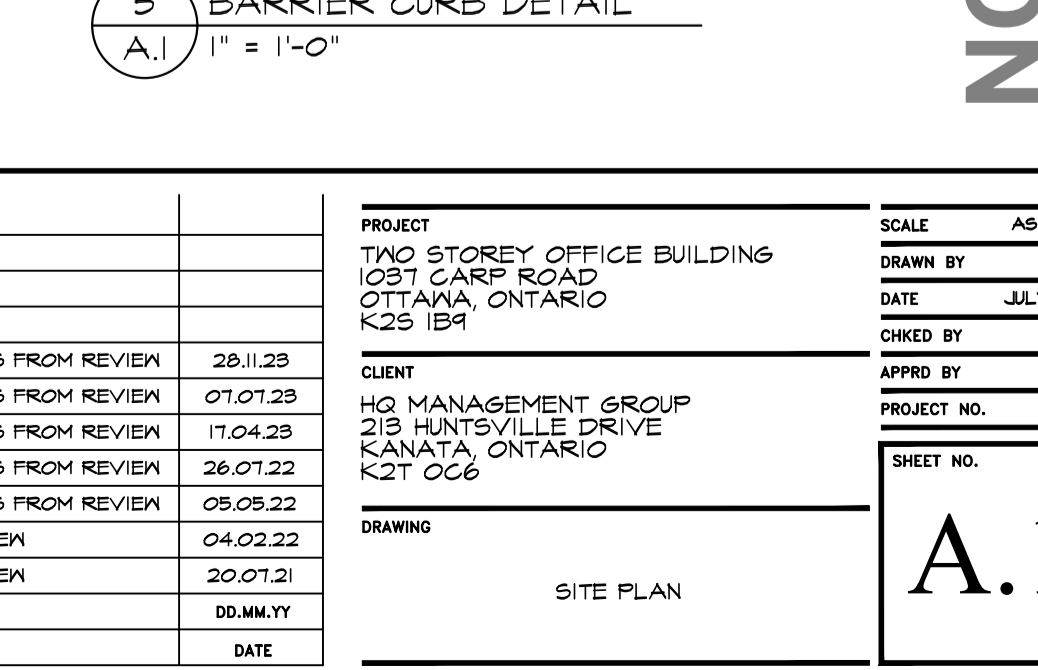 5 BARRIER CURB DETAIL
A.1 1" = 1'-0"
PROJECT
TWO STOREY OFFICE BUILDING
1037 CARP ROAD
OTTAWA, ONTARIO
K2S 1B9
CLIENT
HQ MANAGEMENT GROUP
213 HUNTSVILLE DRIVE
KANATA, ONTARIO
K2T 0C6
DRAWING
SITE PLAN
SCALE AS
DRAWN BY
DATE
CHKED BY
APPRD BY
PROJECT NO.
SHEET NO.
A.
FROM REVIEW 28.11.23
FROM REVIEW 07.07.23
FROM REVIEW 17.04.23
FROM REVIEW 26.07.22
FROM REVIEW 05.05.22
04.02.22
20.07.21
DD.MM.YY
DATE